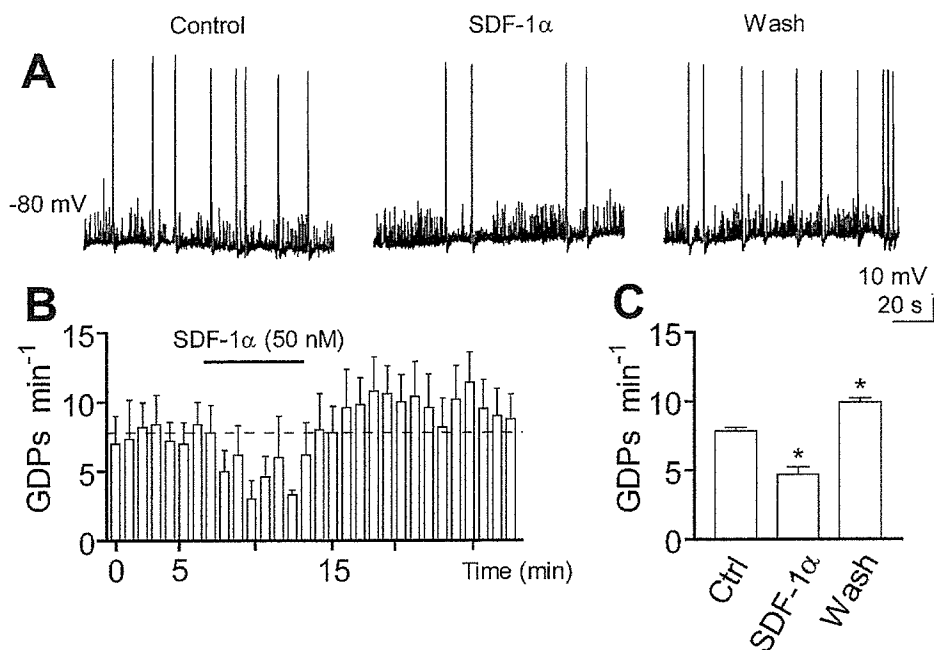 Control SDF-1α Wash
A
-80 mV
10 mV
20 s
B
SDF-1α (50 nM)
15
10
5
0
GDPs min⁻¹
0 5 15 Time (min)
C
15
10
5
0
GDPs min⁻¹
*
*
Ctrl
SDF-1α
Wash